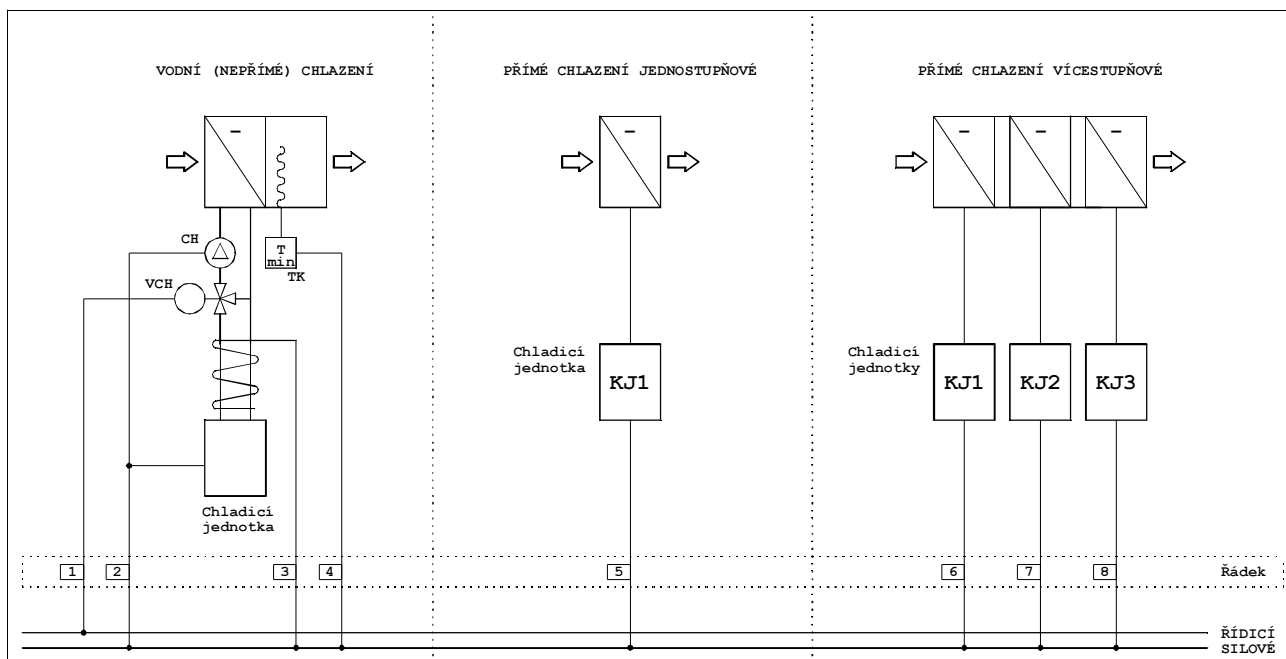 VODNÍ (NEPŘÍMÉ) CHLAZENÍ
PŘÍMÉ CHLAZENÍ JEDNOSTUPŇOVÉ
PŘÍMÉ CHLAZENÍ VÍCESTUPŇOVÉ
CH
T
min
TK
VCH
Chladicí
jednotka
Chladicí
jednotka
KJ1
Chladicí
jednotky
KJ1
KJ2
KJ3
1
2
3
4
5
6
7
8
Řádek
ŘÍDICÍ
SILOVÉ